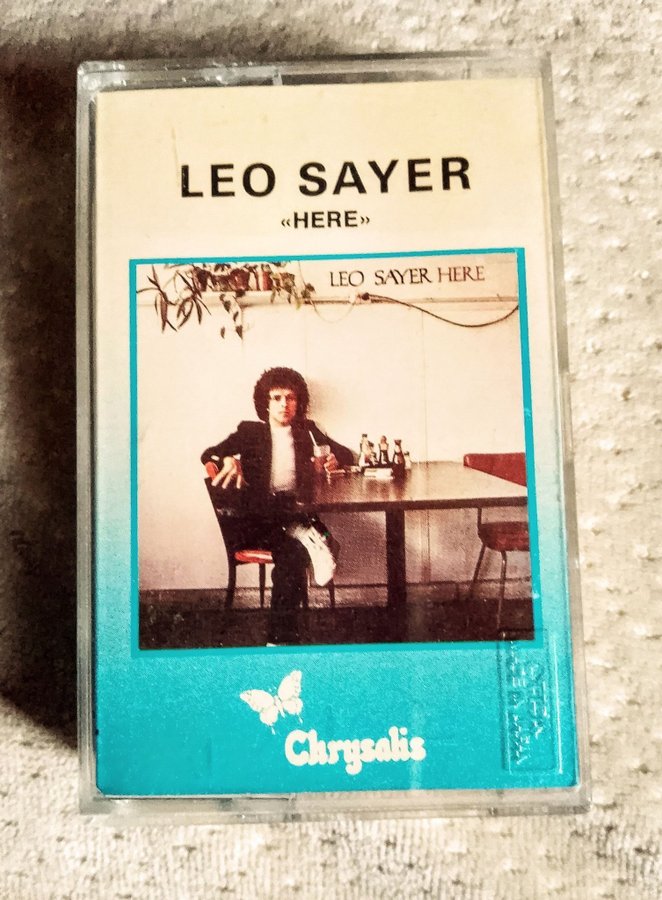 LEO SAYER
«HERE»
LEO SAYER HERE
Chrysalis